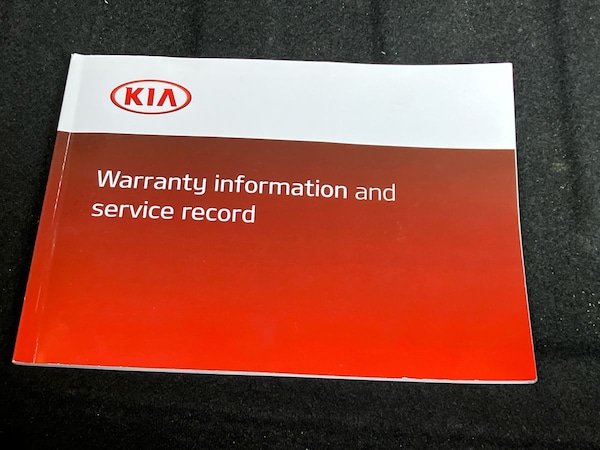 KIA
Warranty information and
service record